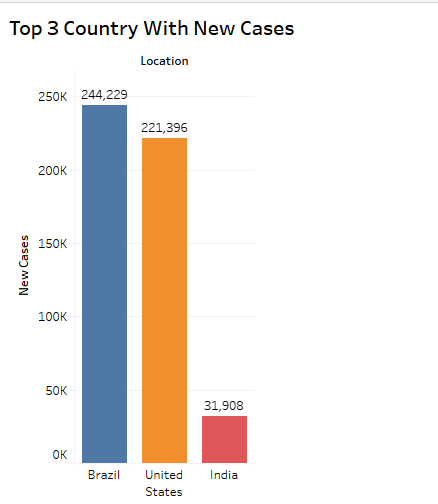 Top 3 Country With New Cases
Location
250K
200K
150K
100K
50K
0K
New Cases
244,229
221,396
31,908
Brazil
United
States
India